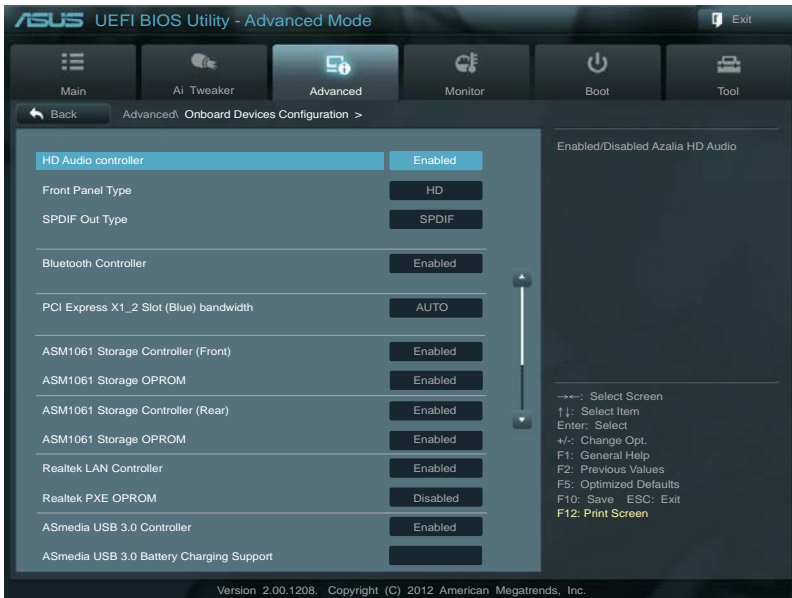 ASUS UEFI BIOS Utility - Advanced Mode
Exit
Main
Ai Tweaker
Advanced
Monitor
Boot
Tool
Back
Advanced\ Onboard Devices Configuration >
HD Audio controller Enabled
Front Panel Type HD
SPDIF Out Type SPDIF
Bluetooth Controller Enabled
PCI Express X1_2 Slot (Blue) bandwidth AUTO
ASM1061 Storage Controller (Front) Enabled
ASM1061 Storage OPROM Enabled
ASM1061 Storage Controller (Rear) Enabled
ASM1061 Storage OPROM Enabled
Realtek LAN Controller Enabled
Realtek PXE OPROM Disabled
ASmedia USB 3.0 Controller Enabled
ASmedia USB 3.0 Battery Charging Support
Enabled/Disabled Azalia HD Audio
→←: Select Screen
↑↓: Select Item
Enter: Select
+/-: Change Opt.
F1: General Help
F2: Previous Values
F5: Optimized Defaults
F10: Save ESC: Exit
F12: Print Screen
Version 2.00.1208. Copyright (C) 2012 American Megatrends, Inc.